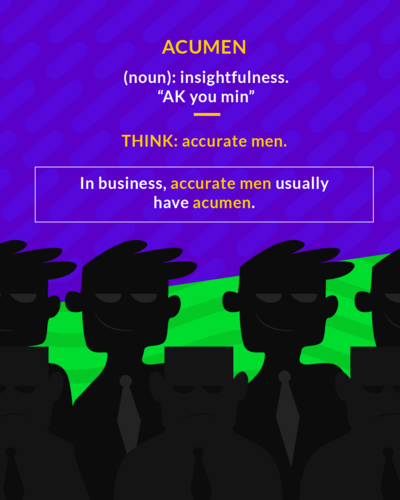 ACUMEN
(noun): insightfulness.
“AK you min”
THINK: accurate men.
In business, accurate men usually
have acumen.